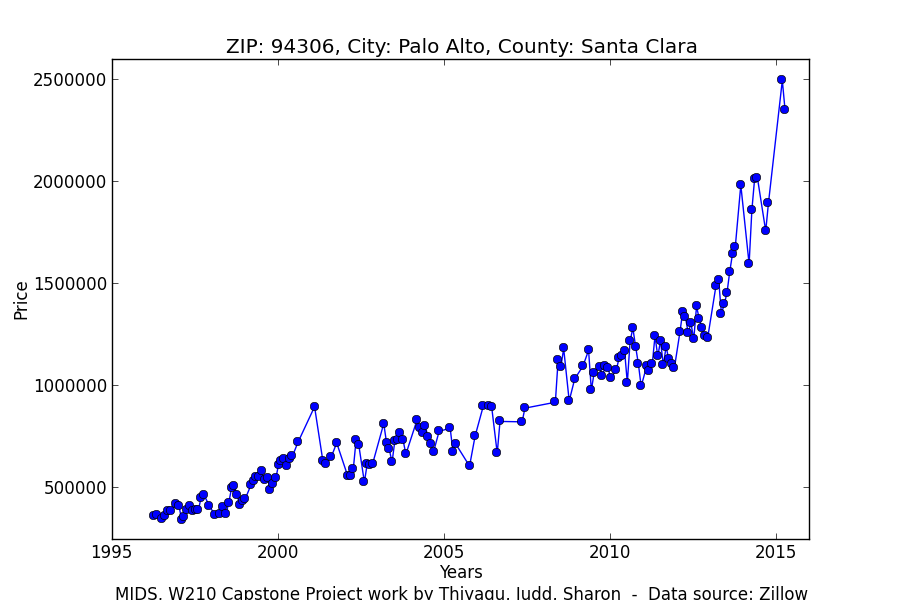 ZIP: 94306, City: Palo Alto, County: Santa Clara
2500000
2000000
1500000
1000000
500000
Price
1995 2000 2005 2010 2015
Years
MIDS, W210 Capstone Project work by Thiyagu, Judd, Sharon - Data source: Zillow